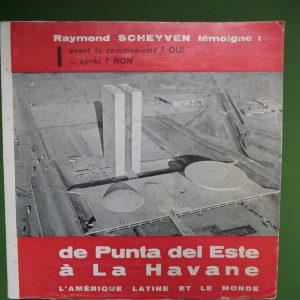 Raymond SCHEYVEN témoigne :
avant le communisme ? OUI
... après ? NON
de Punta del Este
à La Havane
L'AMÉRIQUE LATINE ET LE MONDE